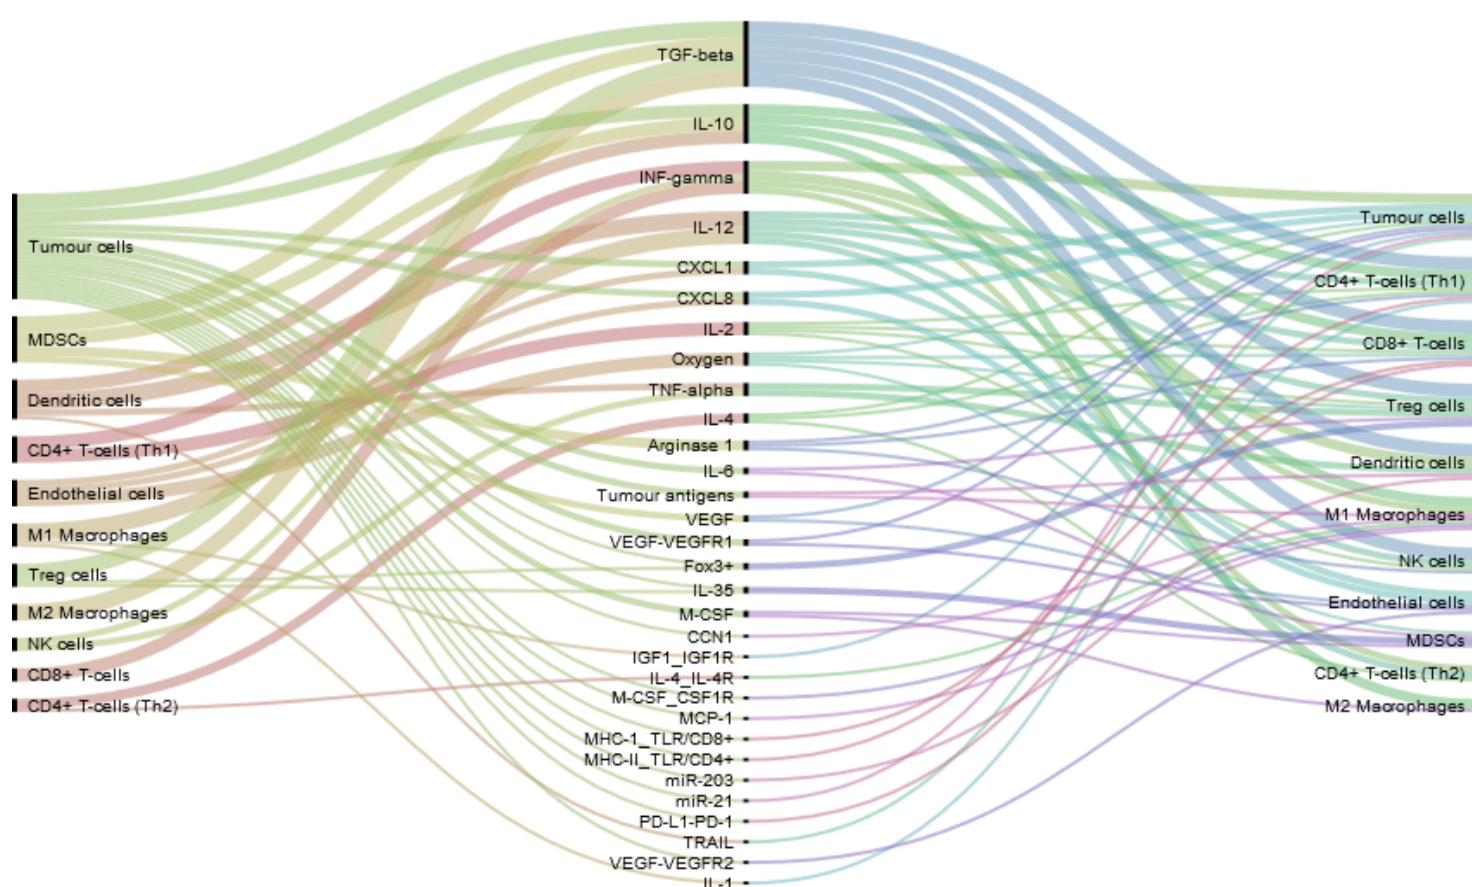 Tumour cells
MDSCs
Dendritic cells
CD4+ T-cells (Th1)
Endothelial cells
M1 Macrophages
Treg cells
M2 Macrophages
NK cells
CD8+ T-cells
CD4+ T-cells (Th2)
TGF-beta
IL-10
INF-gamma
IL-12
CXCL1
CXCL8
IL-2
Oxygen
TNF-alpha
IL-4
Arginase 1
IL-6
Tumour antigens
VEGF
VEGF-VEGFR1
Fox3+
IL-35
M-CSF
CCN1
IGF1_IGF1R
IL-4_IL-4R
M-CSF_CSF1R
MCP-1
MHC-1_TLR/CD8+
MHC-II_TLR/CD4+
miR-203
miR-21
PD-L1-PD-1
TRAIL
VEGF-VEGFR2
IL-1
Tumour cells
CD4+ T-cells (Th1)
CD8+ T-cells
Treg cells
Dendritic cells
M1 Macrophages
NK cells
Endothelial cells
MDSCs
CD4+ T-cells (Th2)
M2 Macrophages